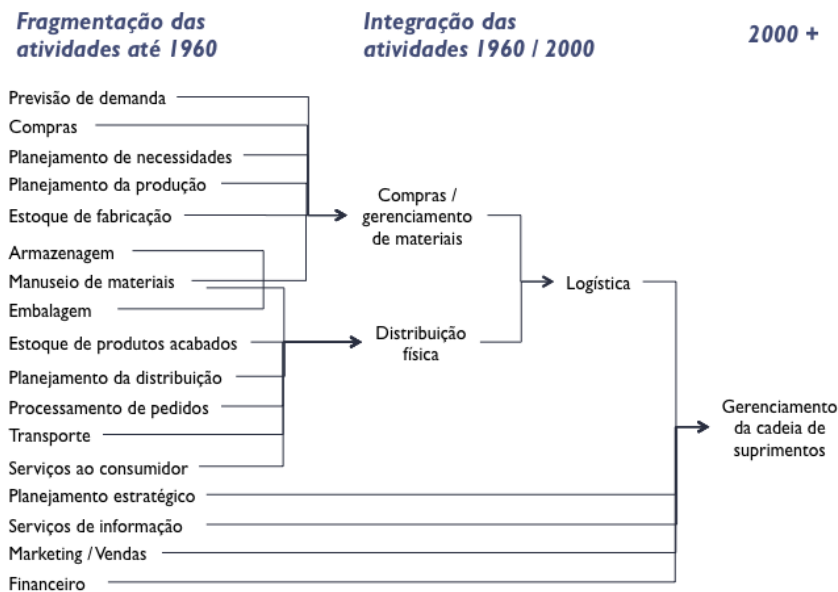 Fragmentação das
atividades até 1960
Integração das
atividades 1960 / 2000
2000 +
Previsão de demanda
Compras
Planejamento de necessidades
Planejamento da produção
Estoque de fabricação
Armazenagem
Manuseio de materiais
Embalagem
Estoque de produtos acabados
Planejamento da distribuição
Processamento de pedidos
Transporte
Serviços ao consumidor
Planejamento estratégico
Serviços de informação
Marketing / Vendas
Financeiro
Compras /
gerenciamento
de materiais
Distribuição
física
Logística
Gerenciamento
da cadeia de
suprimentos